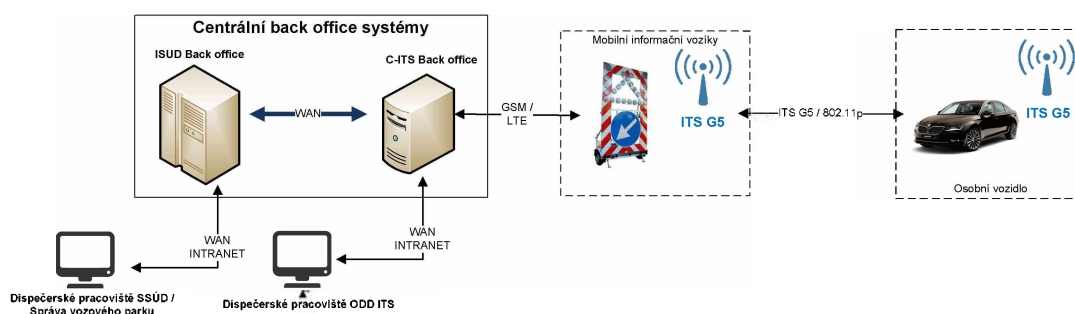 Centrální back office systémy
ISUD Back office
C-ITS Back office
WAN
GSM /
LTE
Mobilní informační vozíky
ITS G5
ITS G5 / 802.11p
ITS G5
Osobní vozidlo
WAN
INTRANET
WAN
INTRANET
Dispečerské pracoviště SSÚD /
Správa vozového parku
Dispečerské pracoviště ODD ITS